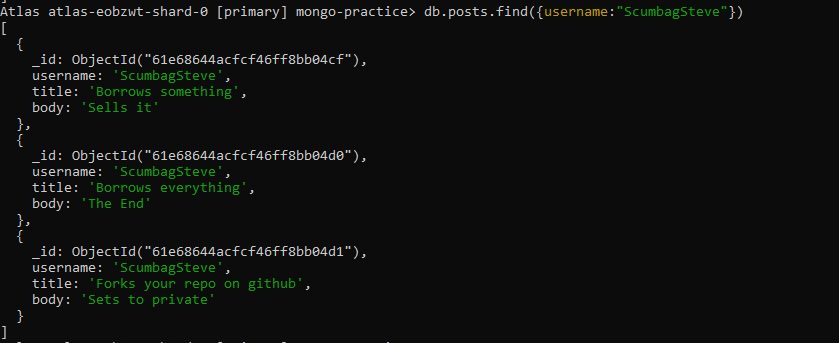 Atlas atlas-eobzwt-shard-0 [primary] mongo-practice> db.posts.find({username:"ScumbagSteve"})
[
  {
    _id: ObjectId("61e68644acfcf46ff8bb04cf"),
    username: 'ScumbagSteve',
    title: 'Borrows something',
    body: 'Sells it'
  },
  {
    _id: ObjectId("61e68644acfcf46ff8bb04d0"),
    username: 'ScumbagSteve',
    title: 'Borrows everything',
    body: 'The End'
  },
  {
    _id: ObjectId("61e68644acfcf46ff8bb04d1"),
    username: 'ScumbagSteve',
    title: 'Forks your repo on github',
    body: 'Sets to private'
  }
]